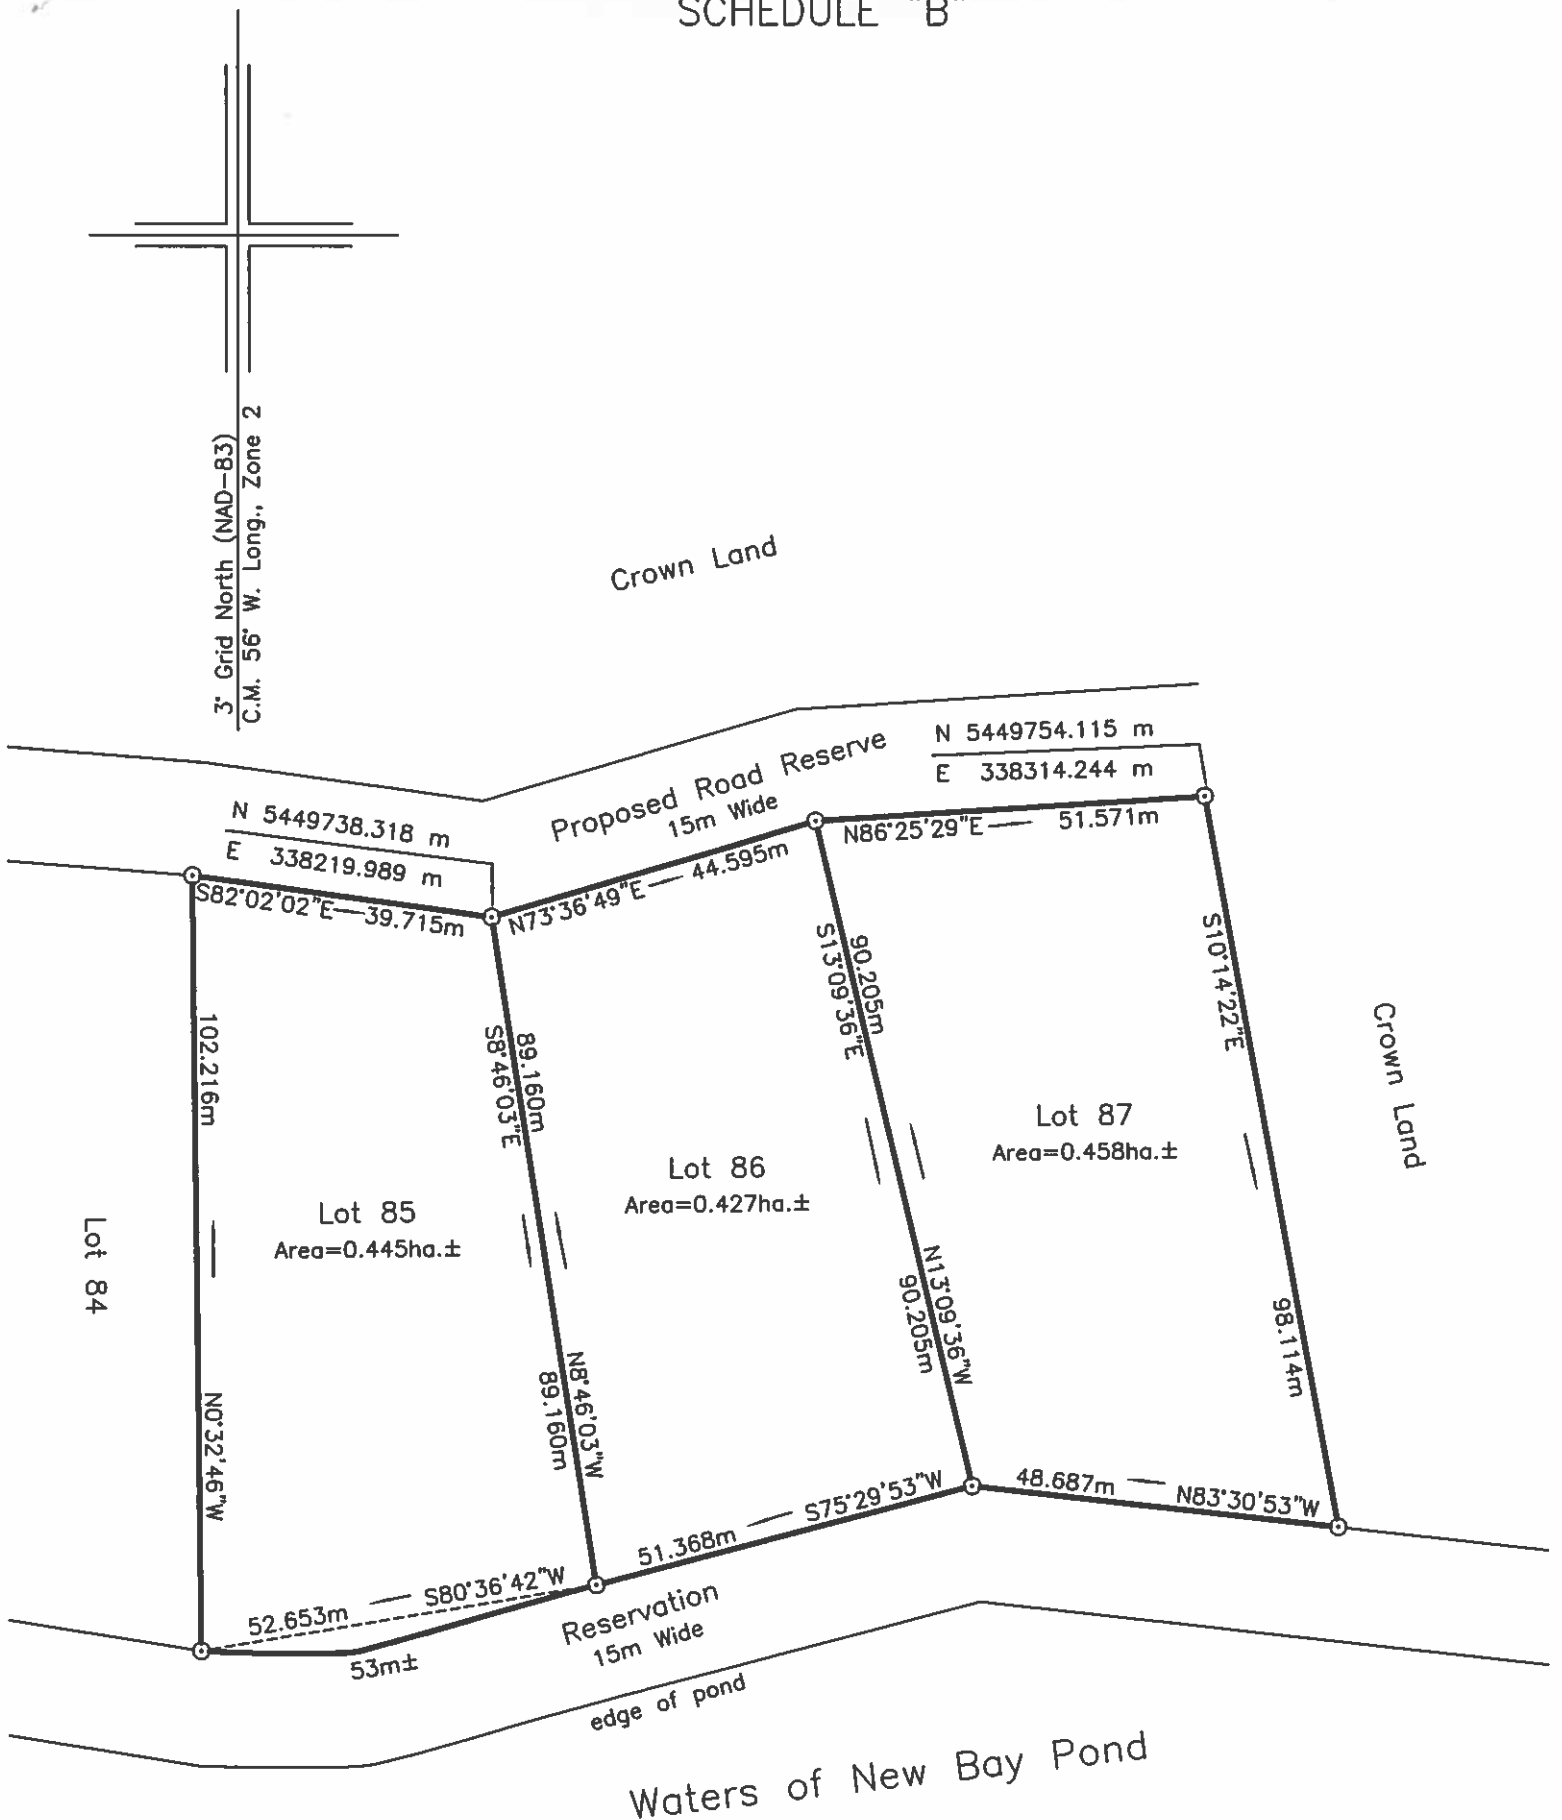 SCHEDULE "B"
3° Grid North (NAD-83)
C.M. 56° W. Long., Zone 2
Crown Land
N 5449754.115 m
E 338314.244 m
Proposed Road Reserve
15m Wide
N 5449738.318 m
E 338219.989 m
N86°25'29"E 51.571m
N73°36'49"E 44.595m
S82°02'02"E 39.715m
S10°14'22"E
98.114m
90.205m
S13°09'36"E
89.160m
S8°46'03"E
102.216m
Crown Land
Lot 87
Area=0.458ha.±
Lot 86
Area=0.427ha.±
Lot 85
Area=0.445ha.±
Lot 84
N13°09'36"W
90.205m
N8°46'03"W
89.160m
N0°32'46"W
48.687m N83°30'53"W
51.368m S75°29'53"W
52.653m S80°36'42"W
53m±
Reservation
15m Wide
edge of pond
Waters of New Bay Pond